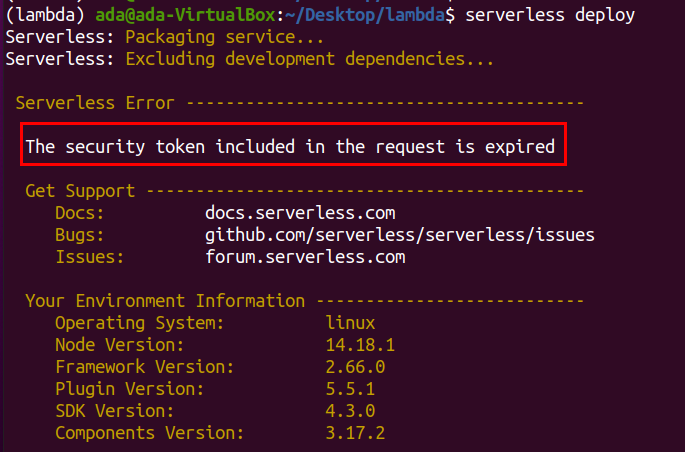 (lambda) ada@ada-VirtualBox:~/Desktop/lambda$ serverless deploy
Serverless: Packaging service...
Serverless: Excluding development dependencies...
Serverless Error ----------------------------------------
The security token included in the request is expired
Get Support --------------------------------------------
Docs: docs.serverless.com
Bugs: github.com/serverless/serverless/issues
Issues: forum.serverless.com
Your Environment Information ---------------------------
Operating System: linux
Node Version: 14.18.1
Framework Version: 2.66.0
Plugin Version: 5.5.1
SDK Version: 4.3.0
Components Version: 3.17.2